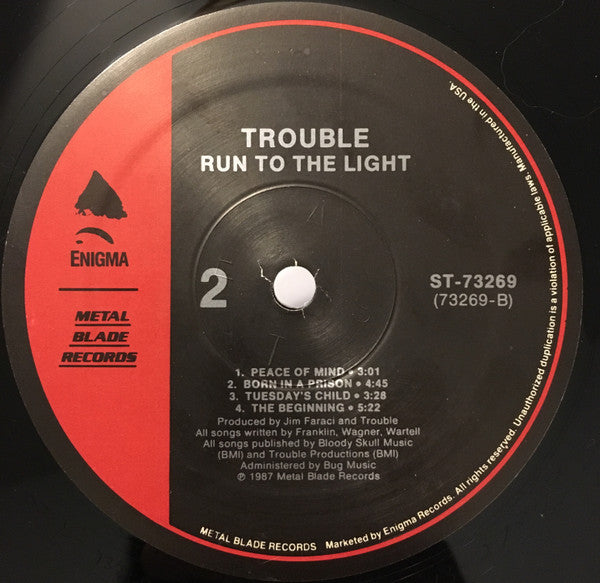 TROUBLE
RUN TO THE LIGHT
ENIGMA
METAL
BLADE
RECORDS
2
ST-73269
(73269-B)
1. PEACE OF MIND • 3:01
2. BORN IN A PRISON • 4:45
3. TUESDAY'S CHILD • 3:28
4. THE BEGINNING • 5:22
Produced by Jim Faraci and Trouble
All songs written by Franklin, Wagner, Wartell
All songs published by Bloody Skull Music
(BMI) and Trouble Productions (BMI)
Administered by Bug Music
℗ 1987 Metal Blade Records
METAL BLADE RECORDS Marketed by Enigma Records. All rights reserved. Unauthorized duplication is a violation of applicable laws. Manufactured in the USA.